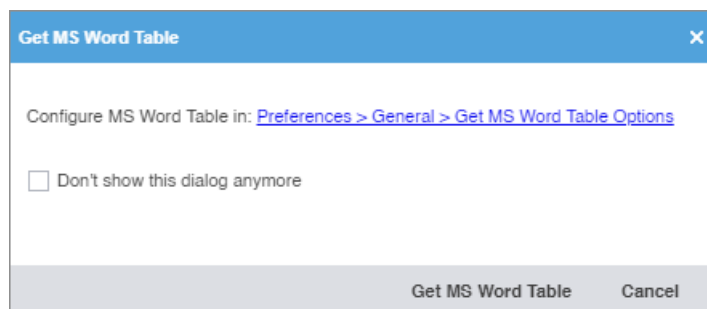 Get MS Word Table
Configure MS Word Table in: Preferences > General > Get MS Word Table Options
Don't show this dialog anymore
Get MS Word Table Cancel